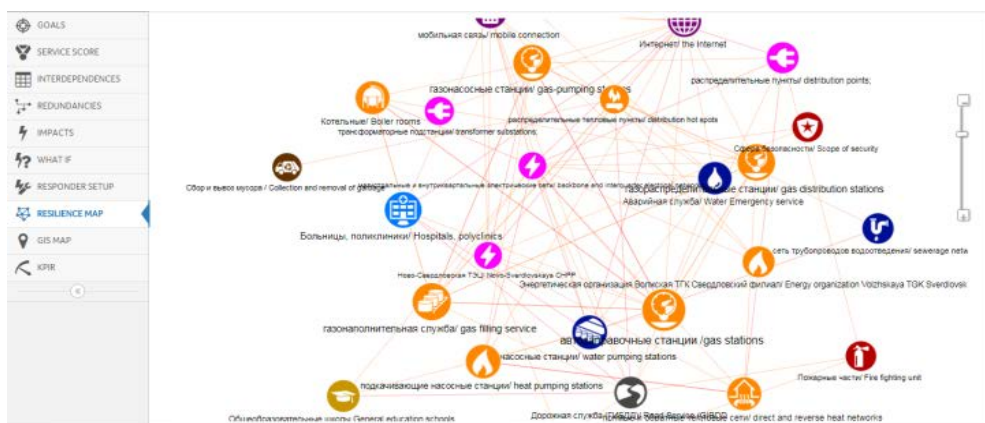 GOALS
SERVICE SCORE
INTERDEPENDENCES
REDUNDANCIES
IMPACTS
WHAT IF
RESPONDER SETUP
RESILIENCE MAP
GIS MAP
KPIR
мобильная связь/ mobile connection
Интернет/ the Internet
распределительные пункты/ distribution points;
газонасосные станции/ gas-pumping
Котельные/ Boiler rooms
распределительные тепловые пункты/ distribution hot spots
трансформаторные подстанции/ transformer substations;
Сфера безопасности/ Scope of security
Сбор и вывоз мусора / Collection and removal of garbage
магистральные и внутриквартальные электрические сети/ backbone and
газораспределительные станции/ gas distribution stations
Аварийная служба/ Water Emergency service
Больницы, поликлиники/ Hospitals, polyclinics
сеть трубопроводов водоотведения/ sewerage netw
Ново-Свердловская ТЭЦ/ Novo-Sverdlovskaya CHPP
Энергетическая организация Волжская ТГК Свердловский филиал/ Energy organization Volzhskaya TGK Sverdlovsk
газонаполнительная служба/ gas filling service
станции /gas stations
насосные станции/ water pumping stations
Пожарные части/ Fire fighting unit
подкачивающие насосные станции/ heat pumping stations
Общеобразовательные школы General education schools
Дорожная служба
сети/ direct and reverse heat networks